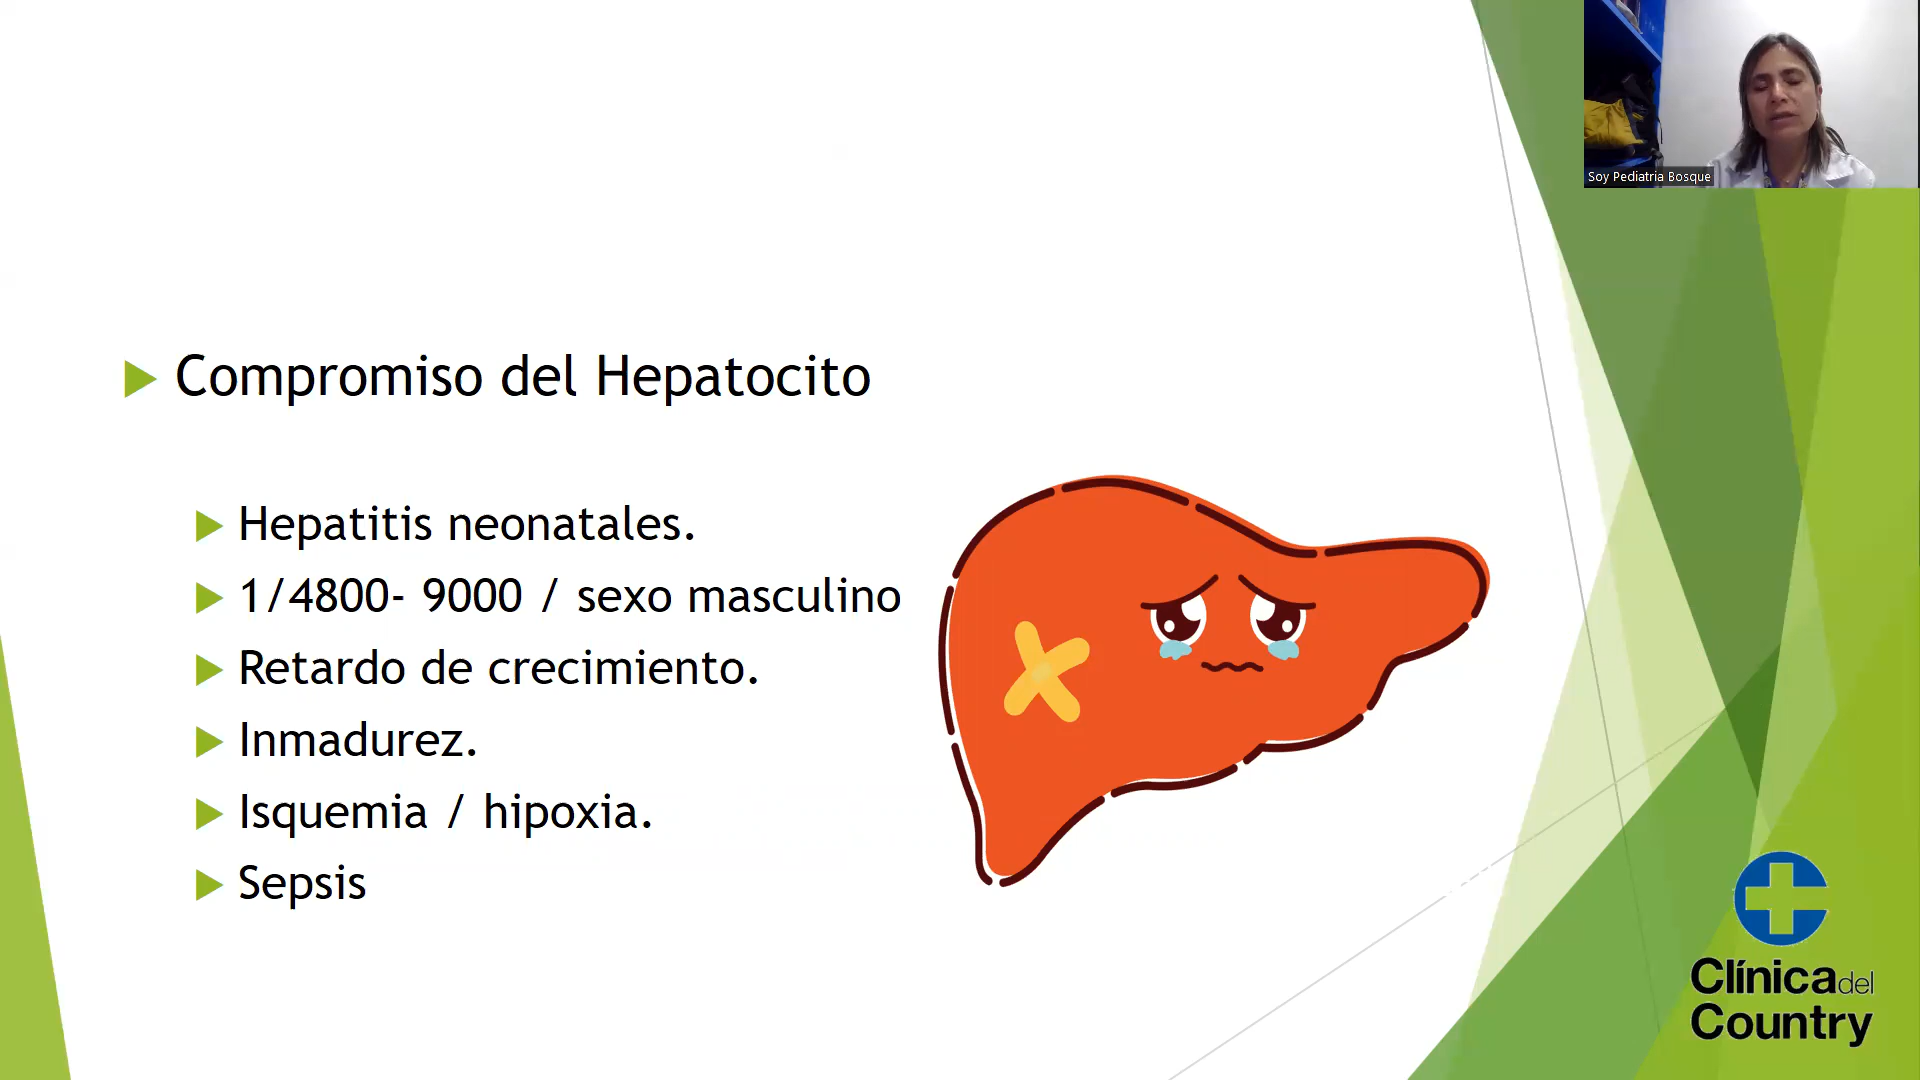 Soy Pediatria Bosque
Compromiso del Hepatocito
Hepatitis neonatales.
1/4800- 9000 / sexo masculino
Retardo de crecimiento.
Inmadurez.
Isquemia / hipoxia.
Sepsis
Clínica del
Country